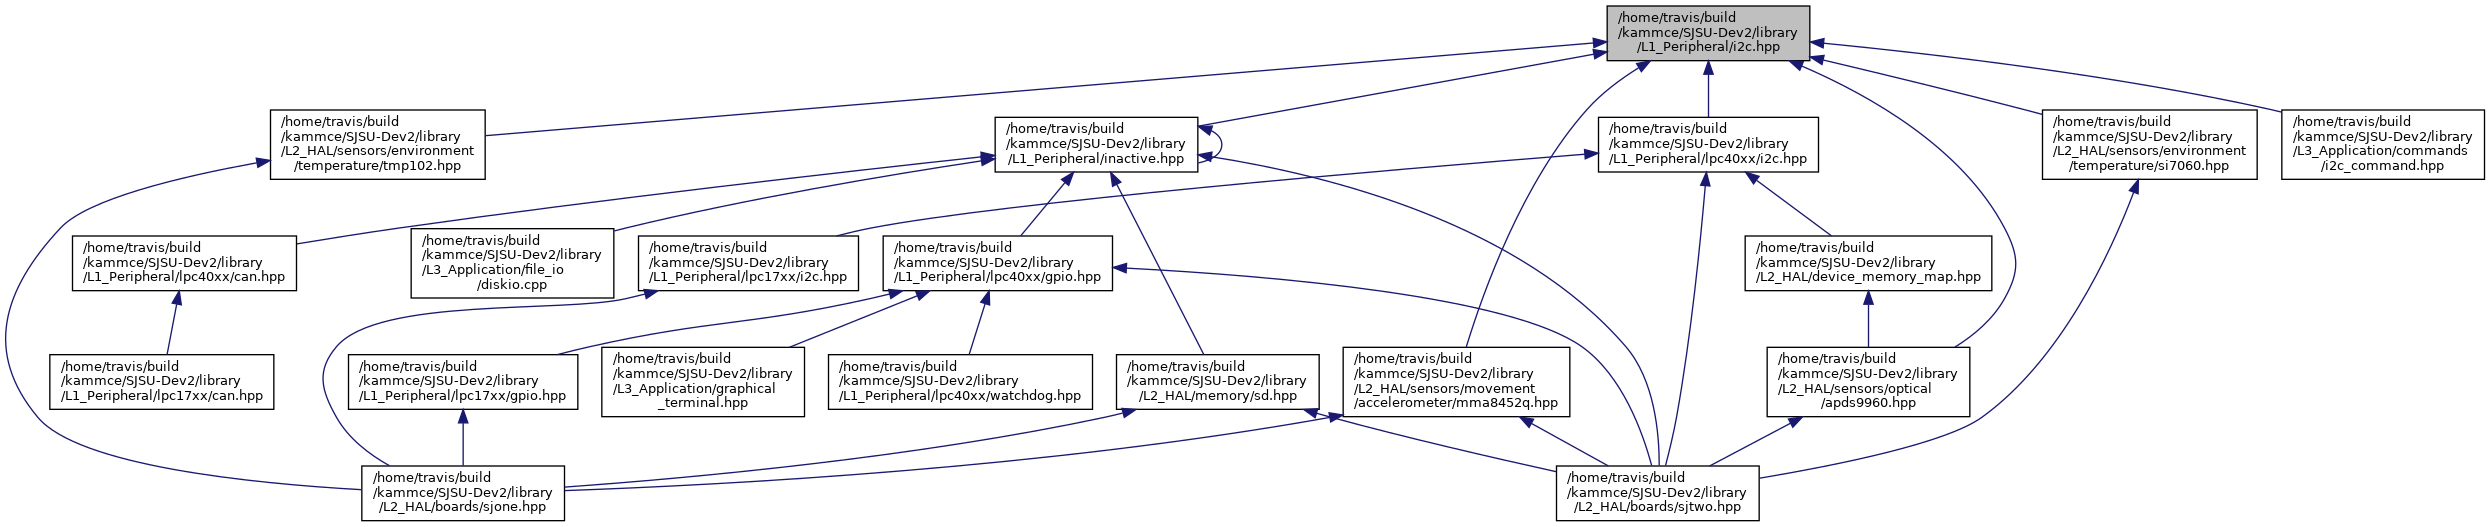 /home/travis/build
/kammce/SJSU-Dev2/library
/L1_Peripheral/i2c.hpp
/home/travis/build
/kammce/SJSU-Dev2/library
/L2_HAL/sensors/environment
/temperature/tmp102.hpp
/home/travis/build
/kammce/SJSU-Dev2/library
/L1_Peripheral/inactive.hpp
/home/travis/build
/kammce/SJSU-Dev2/library
/L1_Peripheral/lpc40xx/i2c.hpp
/home/travis/build
/kammce/SJSU-Dev2/library
/L2_HAL/sensors/environment
/temperature/si7060.hpp
/home/travis/build
/kammce/SJSU-Dev2/library
/L3_Application/commands
/i2c_command.hpp
/home/travis/build
/kammce/SJSU-Dev2/library
/L1_Peripheral/lpc40xx/can.hpp
/home/travis/build
/kammce/SJSU-Dev2/library
/L3_Application/file_io
/diskio.cpp
/home/travis/build
/kammce/SJSU-Dev2/library
/L1_Peripheral/lpc17xx/i2c.hpp
/home/travis/build
/kammce/SJSU-Dev2/library
/L1_Peripheral/lpc40xx/gpio.hpp
/home/travis/build
/kammce/SJSU-Dev2/library
/L2_HAL/device_memory_map.hpp
/home/travis/build
/kammce/SJSU-Dev2/library
/L1_Peripheral/lpc17xx/can.hpp
/home/travis/build
/kammce/SJSU-Dev2/library
/L1_Peripheral/lpc17xx/gpio.hpp
/home/travis/build
/kammce/SJSU-Dev2/library
/L3_Application/graphical
_terminal.hpp
/home/travis/build
/kammce/SJSU-Dev2/library
/L1_Peripheral/lpc40xx/watchdog.hpp
/home/travis/build
/kammce/SJSU-Dev2/library
/L2_HAL/memory/sd.hpp
/home/travis/build
/kammce/SJSU-Dev2/library
/L2_HAL/sensors/movement
/accelerometer/mma8452q.hpp
/home/travis/build
/kammce/SJSU-Dev2/library
/L2_HAL/sensors/optical
/apds9960.hpp
/home/travis/build
/kammce/SJSU-Dev2/library
/L2_HAL/boards/sjone.hpp
/home/travis/build
/kammce/SJSU-Dev2/library
/L2_HAL/boards/sjtwo.hpp